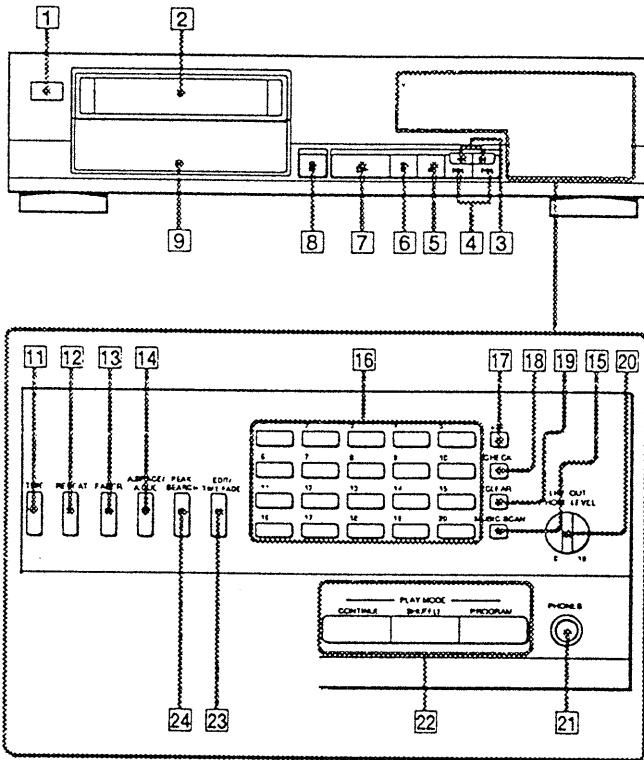 1 2
9 8 7 6 5 4 3
11 12 13 14 16 17 18 19 15 20
1 2 3 4 5
6 7 8 9 10
CHECK
TIME REPEAT FADER A.SPACE/ A.CUE PEAK SEARCH EDIT/ TIME FADE
11 12 13 14 15
CLEAR
LINE OUT
PHONE LEVEL
16 17 18 19 20
MUSIC SCAN
0 10
PLAY MODE
CONTINUE SHUFFLE PROGRAM
PHONES
24 23 22 21